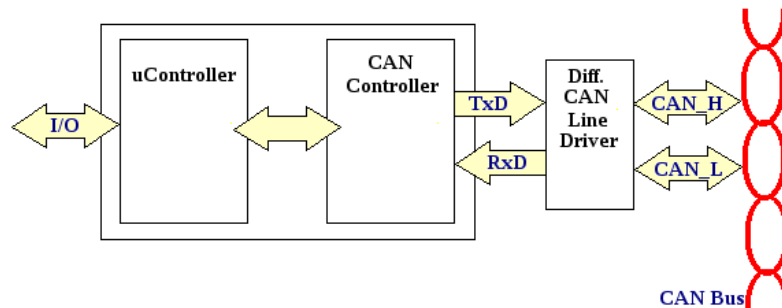 uController
CAN
Controller
Diff.
CAN
Line
Driver
I/O
TxD
RxD
CAN_H
CAN_L
CAN Bus